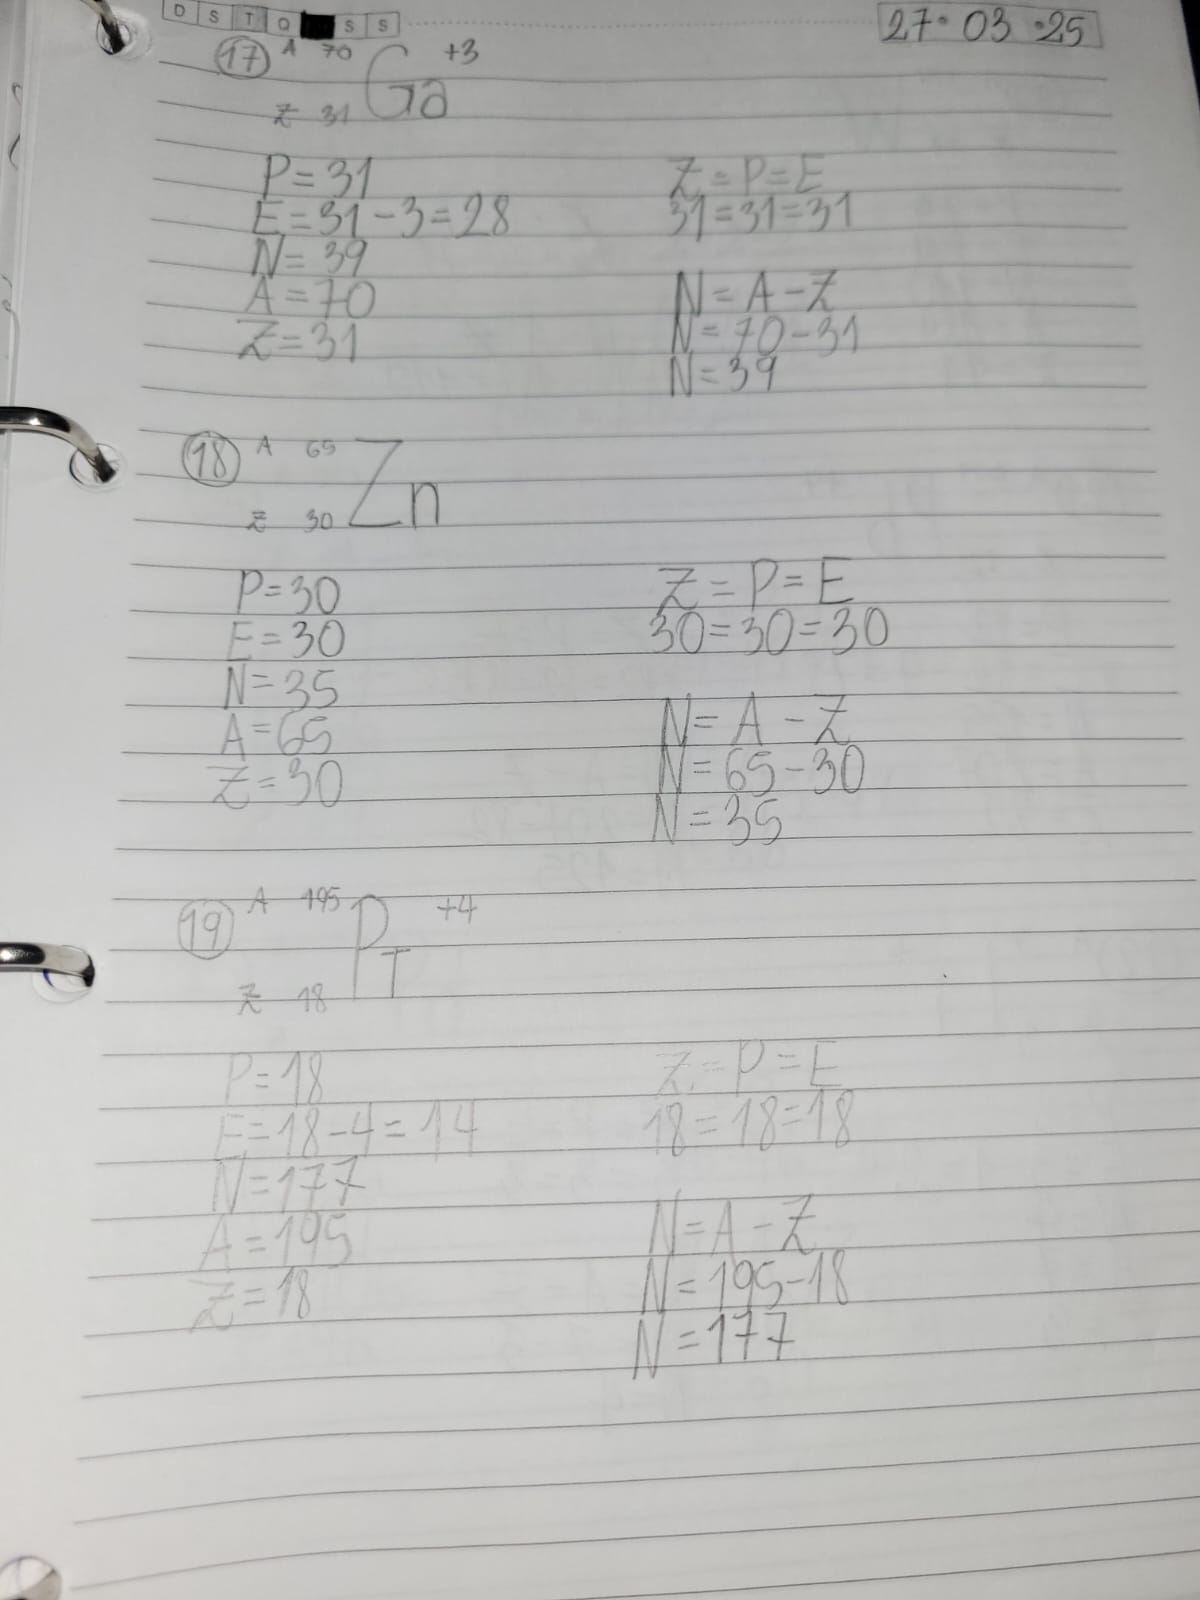 D S T Q S S
27 03 25
17 A 70 Ga +3
Z 31
P=31
E=31-3=28
N=39
A=70
Z=31
Z=P=E
31=31=31
N=A-Z
N=70-31
N=39
18 A 65 Zn
Z 30
P=30
E=30
N=35
A=65
Z=30
Z=P=E
30=30=30
N=A-Z
N=65-30
N=35
19 A 195 PT +4
Z 18
P=18
E=18-4=14
N=177
A=195
Z=18
Z=P=E
18=18=18
N=A-Z
N=195-18
N=177